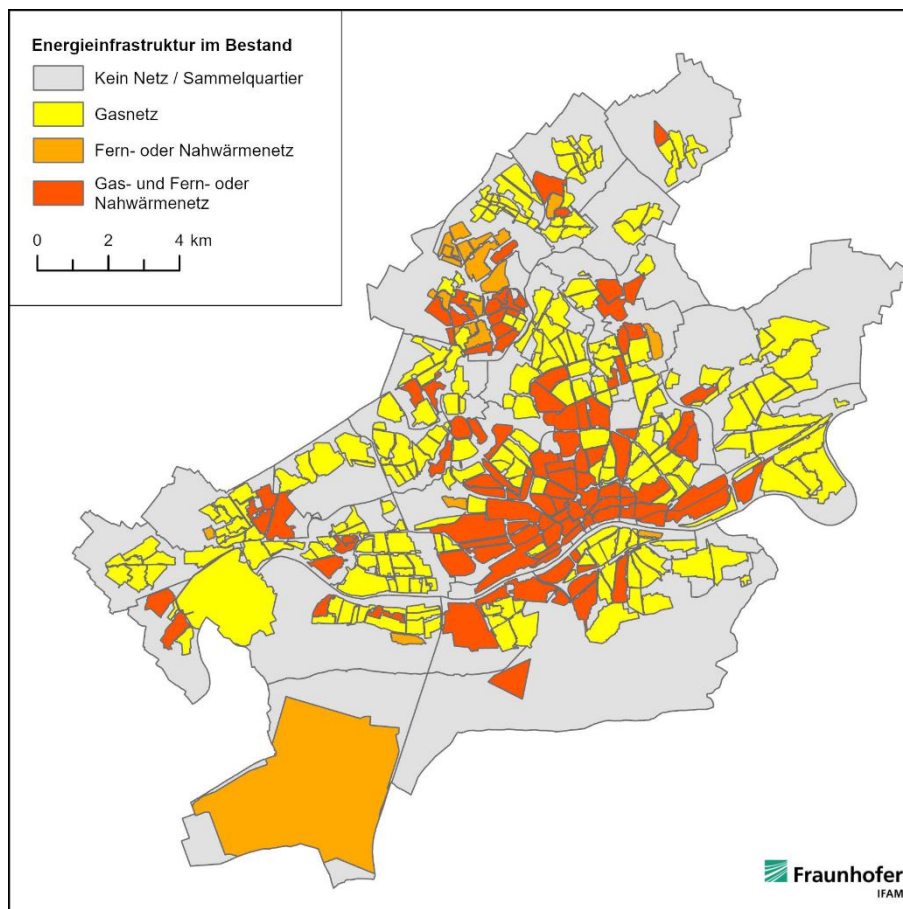 Energieinfrastruktur im Bestand
Kein Netz / Sammelquartier
Gasnetz
Fern- oder Nahwärmenetz
Gas- und Fern- oder
Nahwärmenetz
0 2 4 km
Fraunhofer
IFAM